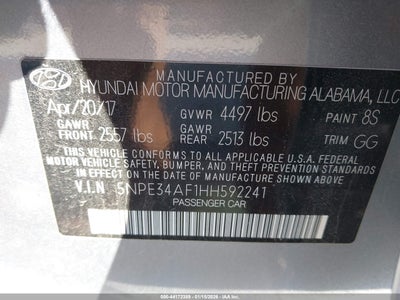 MANUFACTURED BY
HYUNDAI MOTOR MANUFACTURING ALABAMA, LLC
Apr/20/17 GVWR 4497 lbs PAINT 8S
GAWR FRONT 2557 lbs GAWR REAR 2513 lbs TRIM GG
THIS VEHICLE CONFORMS TO ALL APPLICABLE U.S.A. FEDERAL
MOTOR VEHICLE SAFETY, BUMPER, AND THEFT PREVENTION STANDARDS
IN EFFECT ON THE DATE OF MANUFACTURE SHOWN ABOVE.
V.I.N 5NPE34AF1HH592241
PASSENGER CAR